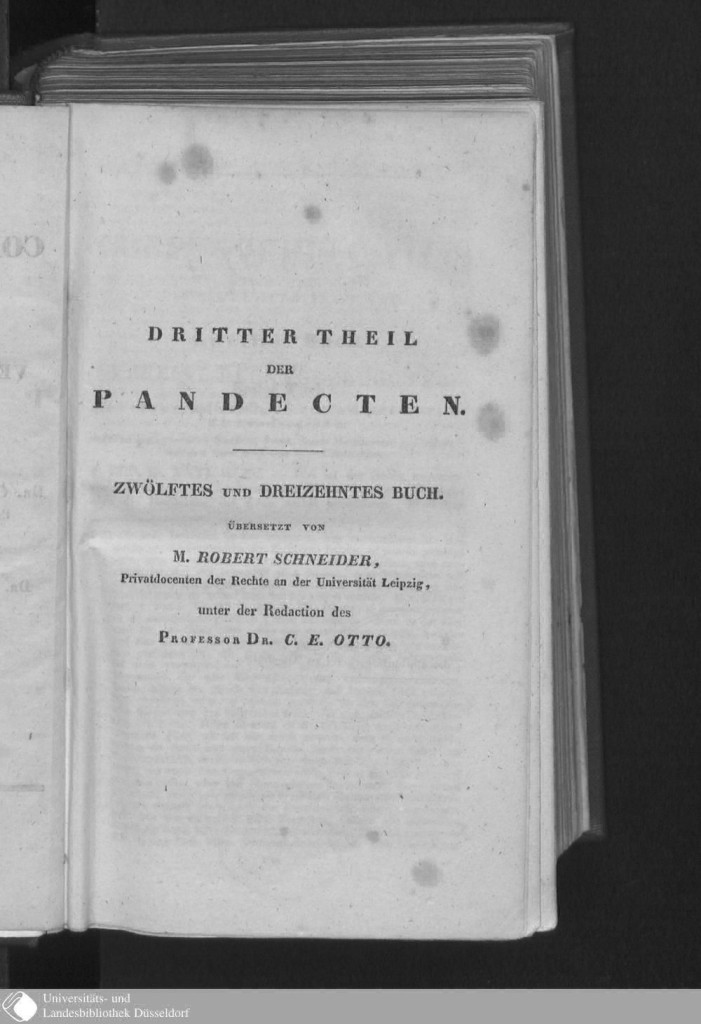 DRITTER THEIL
DER
PANDECTEN.
ZWÖLFTES UND DREIZEHNTES BUCH.
ÜBERSETZT VON
M. ROBERT SCHNEIDER,
Privatdocenten der Rechte an der Universität Leipzig,
unter der Redaction des
PROFESSOR DR. C. E. OTTO.
Universitäts- und
Landesbibliothek Düsseldorf